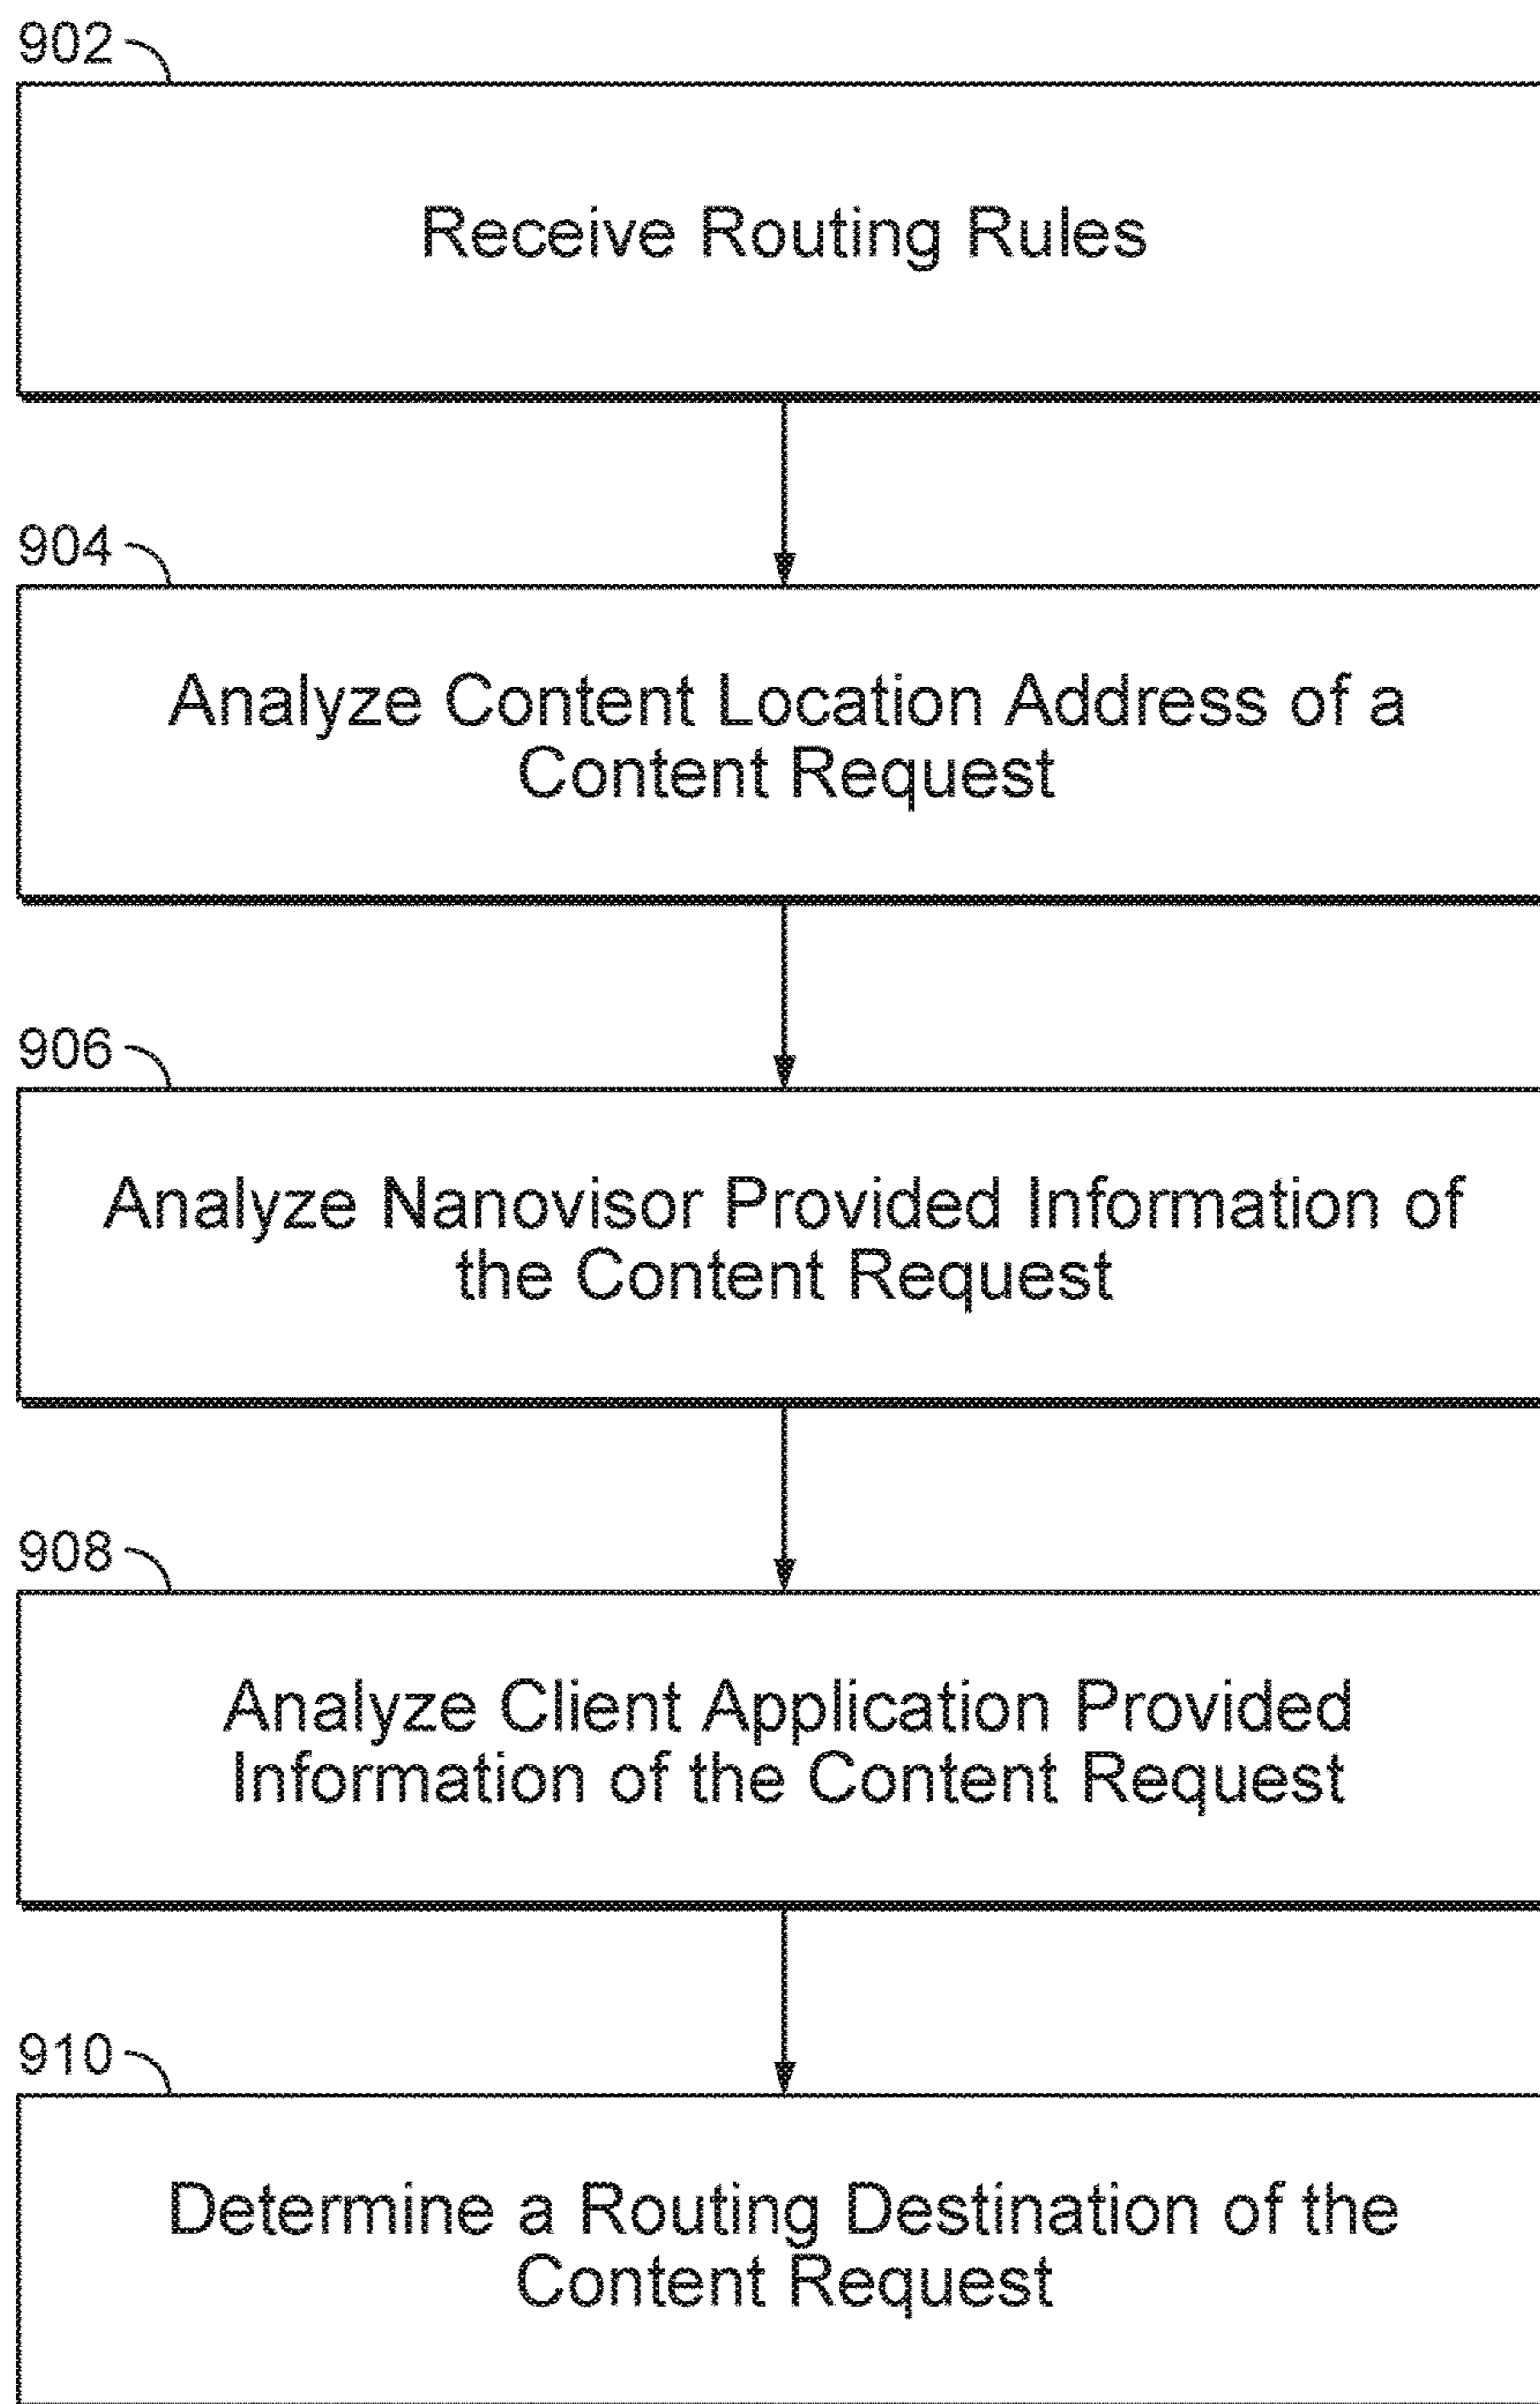 902
Receive Routing Rules
904
Analyze Content Location Address of a
Content Request
906
Analyze Nanovisor Provided Information of
the Content Request
908
Analyze Client Application Provided
Information of the Content Request
910
Determine a Routing Destination of the
Content Request